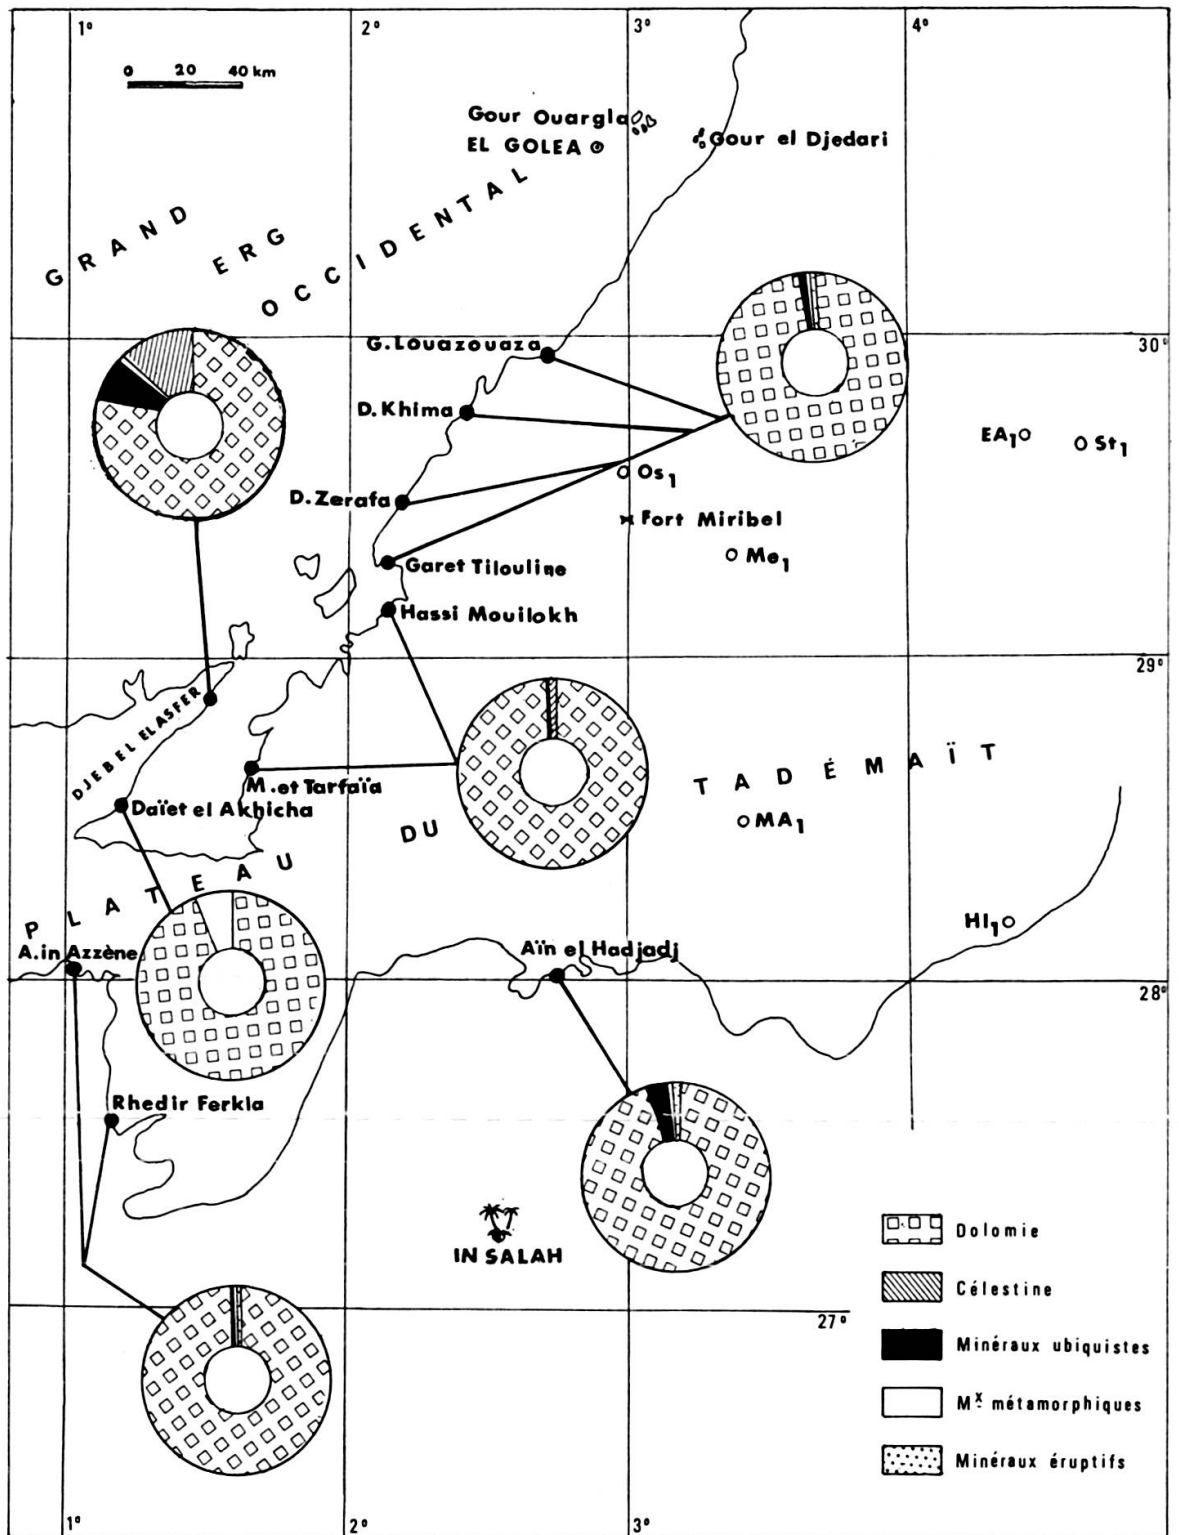 1° 2° 3° 4°
0 20 40 km
Gour Ouargla
EL GOLEA
Gour el Djedari
GRAND
ERG
OCCIDENTAL
G. Louazouaza
30°
D. Khima
EA1
St1
Os1
D. Zerafa
Fort Miribel
Me1
Garet Tilouline
Hassi Mouilokh
29°
DJEBEL EL ASFER
M. et Tarfaïa
Daïet el Akhicha
PLATEAU
DU
TADÉMAÏT
MA1
HI1
A. in Azzène
Aïn el Hadjadj
28°
Rhedir Ferkla
IN SALAH
27°
Dolomie
Célestine
Minéraux ubiquistes
Mx métamorphiques
Minéraux éruptifs
1° 2° 3°